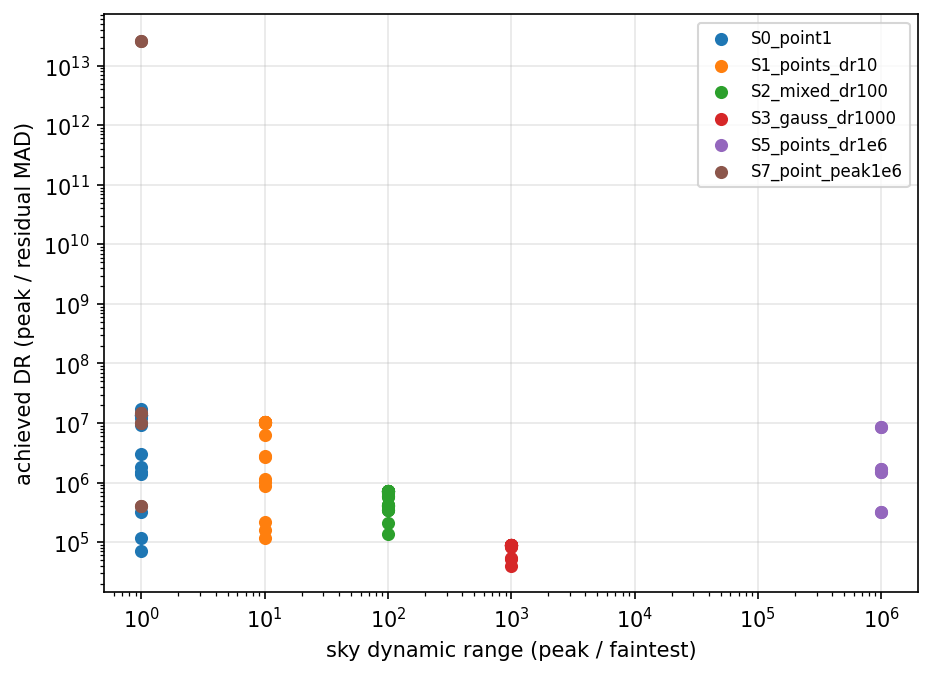 S0_point1
S1_points_dr10
S2_mixed_dr100
S3_gauss_dr1000
S5_points_dr1e6
S7_point_peak1e6
achieved DR (peak / residual MAD)
10^13
10^12
10^11
10^10
10^9
10^8
10^7
10^6
10^5
10^0 10^1 10^2 10^3 10^4 10^5 10^6
sky dynamic range (peak / faintest)